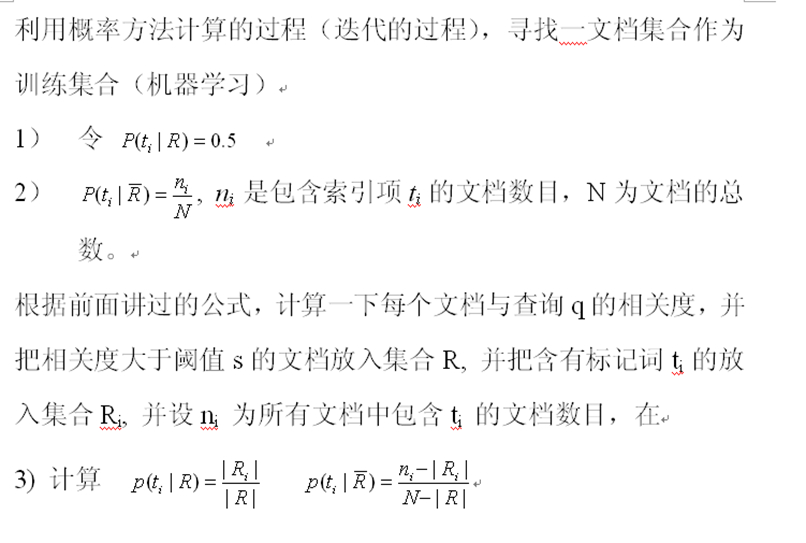 利用概率方法计算的过程（迭代的过程），寻找一文档集合作为
训练集合（机器学习）
1） 令 P(t_i | R) = 0.5
2） P(t_i | R̅) = n_i/N, n_i 是包含索引项 t_i 的文档数目，N 为文档的总
数。
根据前面讲过的公式，计算一下每个文档与查询 q 的相关度，并
把相关度大于阈值 s 的文档放入集合 R, 并把含有标记词 t_i 的放
入集合 R_i, 并设 n_i 为所有文档中包含 t_i 的文档数目，在
3) 计算 p(t_i | R) = |R_i|/|R| p(t_i | R̅) = (n_i−|R_i|)/(N−|R|)